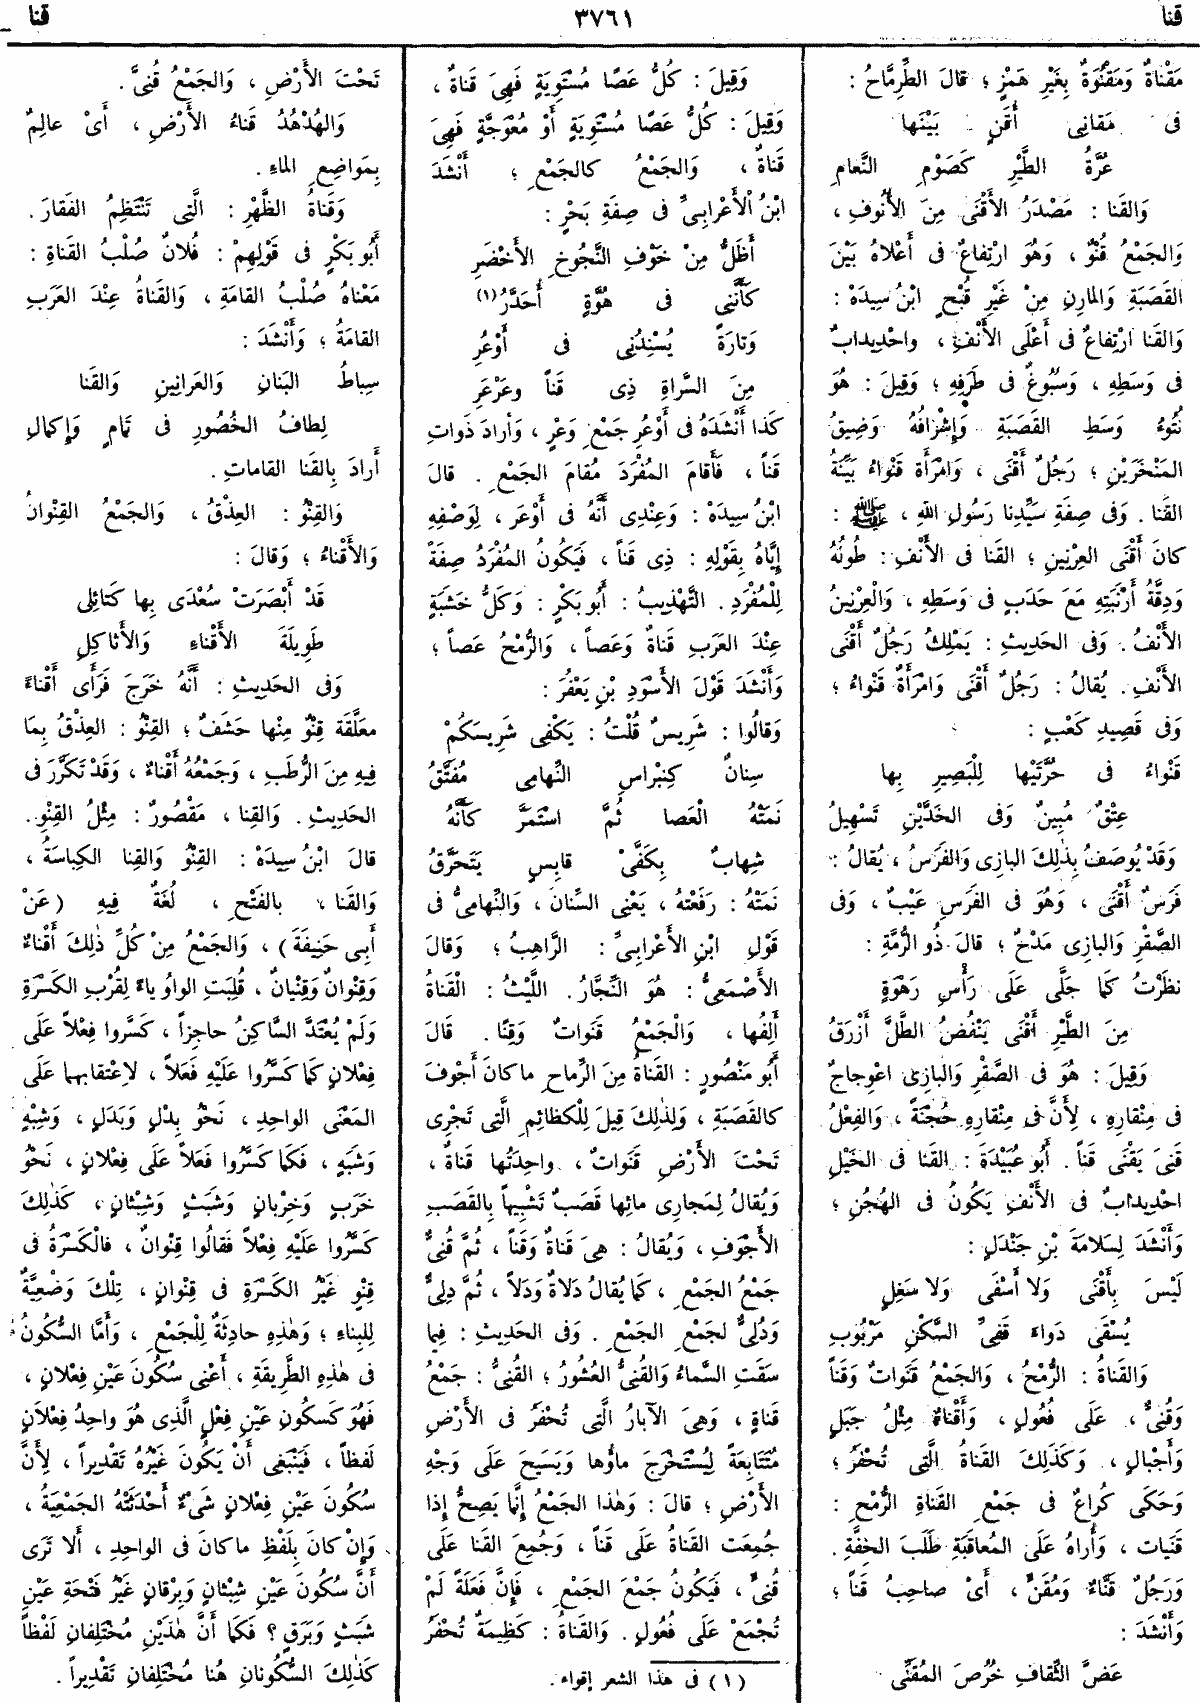 قنا
٣٧٦١
قنا
مَقْناةٌ وَمَقْنُوَةٌ بِغَيْرِ هَمْزٍ ؛ قالَ الطِّرِمَّاحُ :
فى مَقانِى أُقَنٍ بَيْنَها
عُرَّةُ الطَّيْرِ كَصَوْمِ النَّعامِ
وَالقَنا : مَصْدَرُ الأَقْنَى مِنَ الأُنُوفِ ،
وَالجَمْعُ قُنْوٌ ، وَهُوَ ارْتِفاعٌ فى أَعْلاهُ بَيْنَ
القَصَبَةِ وَالمارِنِ مِنْ غَيْرِ قُبْحٍ ابْنُ سِيدَهْ :
وَالقَنا ارْتِفاعٌ فى أَعْلَى الأَنْفِ ، واحْدِيدابٌ
فى وَسَطِهِ ، وَسُبُوغٌ فى طَرَفِهِ ؛ وَقِيلَ : هُوَ
نُتُوءُ وَسَطِ القَصَبَةِ وَإِشْرافُهُ وَضِيقُ
المَنْخَرَيْنِ ؛ رَجُلٌ أَقْنَى ، وَامْرَأَة قَنْواءُ بَيِّنَةُ
القَنا . وَفى صِفَةِ سَيِّدِنا رَسُولِ اللهِ ، ﷺ :
كانَ أَقْنَى العِرْنِينِ ؛ القَنا فى الأَنْفِ : طُولُهُ
وَدِقَّةُ أَرْنَبَتِهِ مَعَ حَدَبٍ فى وَسَطِهِ ، وَالْعِرْنِينُ
الأَنْفُ . وَفى الحَدِيثِ : يَمْلِكُ رَجُلٌ أَقْنَى
الأَنْفِ . يُقالُ : رَجُلٌ أَقْنَى وَامْرَأَةٌ قَنْواءُ ؛
وَفى قَصِيدِ كَعْبٍ :
قَنْواءُ فى حُرَّتَيْها لِلْبَصِيرِ بِها
عِتْقٌ مُبِينٌ وَفى الخَدَّيْنِ تَسْهِيلُ
وَقَدْ يُوصَفُ بِذٰلِكَ البازِى وَالفَرَسُ ، يُقالُ :
فَرَسٌ أَقْنَى ، وَهُوَ فى الفَرَسِ عَيْبٌ ، وَفى
الصَّقْرِ وَالبازِى مَدْحٌ ؛ قالَ ذُو الرُّمَّةِ :
نَظَرْتُ كَما جَلَّى عَلَى رَأْسِ رَهْوَةٍ
مِنَ الطَّيْرِ أَقْنَى يَنْفُضُ الطَّلَّ أَزْرَقُ
وَقِيلَ : هُوَ فى الصَّقْرِ وَالبازِى اعْوِجاجٌ
فى مِنْقارِهِ ، لِأَنَّ فى مِنْقارِهِ حُجْنَةً ، وَالفِعْلُ
قَنِىَ يَقْنَى قَناً . أَبُو عُبَيْدَةَ : القَنا فى الخَيْلِ
احْدِيدابٌ فى الأَنْفِ يَكُونُ فى الهُجُنِ ؛
وَأَنْشَدَ لِسَلامَةَ بْنِ جَنْدَلٍ :
لَيْسَ بِأَقْنَى وَلا أَسْفَى وَلا سَغِلٍ
يُسْقَى دَواءَ قَفِىِّ السَّكْنِ مَرْبُوبِ
وَالقَناةُ : الرُّمْحُ ، وَالجَمْعُ قَنَواتٌ وَقَناً
وَقُنِىٌّ ، عَلَى فُعُولٍ ، وَأَقْناءٌ مِثْلُ جَبَلٍ
وَأَجْبالٍ ، وَكَذَلِكَ القَناةُ الَّتِى تُحْفَرُ ؛
وَحَكَى كُراعٌ فى جَمْعِ القَناةِ الرُّمْحِ :
قَنَيات ، وَأُراهُ عَلَى المُعاقَبَةِ طَلَبَ الخِفَّةِ .
وَرَجُلٌ قَنَّاءٌ وَمُقَنٍّ ، أَىْ صاحِبُ قَناً ؛
وَأَنْشَدَ :
عَضَّ الثِّقافِ خُرُصَ المُقَنِّى
وَقِيلَ : كُلُّ عَصًا مُسْتَوِيَةٍ فَهِىَ قَناةٌ ،
وَقِيلَ : كُلُّ عَصًا مُسْتَوِيَةٍ أَوْ مُعْوَجَّةٍ فَهِىَ
قَناةٌ ، وَالجَمْعُ كالجَمْعِ ؛ أَنْشَدَ
ابْنُ الْأَعْرابِىِّ فى صِفَةِ بَحْرٍ :
أَظَلُّ مِنْ خَوْفِ النُّجُوخِ الأَخْضَرِ
كَأَنَّنِى فى هُوَّةٍ أُحَدَّرُ(١)
وَتارَةً يُسْنِدُنِى فى أَوْعُرِ
مِنَ السَّراةِ ذِى قَناً وعَرْعَرِ
كَذا أَنْشَدَهُ فى أَوْعُرِ جَمْعِ وَعْرٍ ، وَأرادَ ذَواتِ
قَناً ، فَأَقامَ المُفْرَدَ مُقامَ الجَمْعِ . قالَ
ابْنُ سِيدَهْ : وَعِنْدِى أَنَّهُ فى أَوْعَرِ ، لِوَصْفِهِ
إِيَّاهُ بِقَوْلِهِ : ذِى قَناً ، فَيَكُونُ المُفْرَدُ صِفَةً
لِلْمُفْرَدِ . التَّهْذِيبُ : أَبُو بَكْرٍ : وَكَلُّ خَشَبَةٍ
عِنْدَ العَرَبِ قَناةٌ وَعَصاً ، وَالرُّمْحُ عَصاً ؛
وَأَنْشَدَ قَوْلَ الأَسْوَدِ بْنِ يَعْفُرَ :
وَقالُوا : شَرِيسٌ قُلْتُ : يَكْفِى شَرِيسَكُمْ
سِنانٌ كَنِبْراسِ النِّهامِى مُفَتَّقُ
نَمَتْهُ الْعَصا ثُمَّ اسْتَمَرَّ كَأَنَّهُ
شِهابٌ بِكَفَّىْ قابِسٍ يَتَحَرَّقُ
نَمَتْهُ : رَفَعَتْهُ ، يَعْنِى السِّنانَ ، وَالنِّهامِىُّ فى
قَوْلِ ابْنِ الأَعْرابِىِّ : الرَّاهِبُ ؛ وَقالَ
الأَصْمَعِىُّ : هُوَ النَّجَّارُ . اللَّيْثُ : الْقَناةُ
أَلِفُها ، وَالْجَمْعُ قَنَواتٌ وَقَنًا . قالَ
أَبُو مَنْصُورٍ : القَناةُ مِنَ الرِّماحِ ما كانَ أَجْوَفَ
كالقَصَبَةِ ، وَلِذٰلِكَ قِيلَ لِلْكَظائِمِ الَّتِى تَجْرِى
تَحْتَ الأَرْضِ قَنَواتٌ ، واحِدَتُها قَناةٌ ،
وَيُقالُ لِمَجارِى مائِها قَصَبٌ تَشْبِيهاً بِالقَصَبِ
الأَجْوَفِ ، وَيُقالُ : هِىَ قَناةٌ وَقَناً ، ثُمَّ قُنِىٌّ
جَمْعُ الجَمْعِ ، كَما يُقالُ دَلاةٌ وَدَلاً ، ثُمَّ دِلِىٌّ
وَدُلِىٌّ لجَمْعِ الجَمْعِ . وَفى الحَدِيثِ : فِيما
سَقَتِ السَّماءُ وَالقُنِىُّ العُشُورُ ؛ القُنِىُّ : جَمْعُ
قَناةٍ ، وَهِىَ الآبارُ الَّتِى تُحْفَرُ فى الأَرْضِ
مُتَتابِعَةً لِيُسْتَخْرَجَ ماؤُها وَيَسِيحَ عَلَى وَجْهِ
الأَرْضِ ؛ قالَ : وَهٰذا الجَمْعُ إِنَّما يَصِحُّ إِذا
جُمِعَت القَناةُ عَلَى قَناً ، وَجُمِعَ القَنا عَلَى
قُنِىٍّ ، فَيَكُونُ جَمْعَ الجَمْعِ ، فَإِنَّ فَعَلَةً لَمْ
تُجْمَعْ عَلَى فُعُولٍ . وَالقَناةُ : كَظِيمَةٌ تُحْفَرُ
(١) فى هذا الشعر إقواء .
تَحْتَ الأَرْضِ ، وَالجَمْعُ قُنِىٌّ .
وَالهُدْهُدُ قَناءُ الأَرْضِ ، أَىْ عالِمٌ
بِمَواضِعِ الماءِ .
وَقَناةُ الظَّهْرِ : الَّتِى تَنْتَظِمُ الفَقارَ .
أَبُو بَكْرٍ فى قَوْلِهِمْ : فُلانٌ صُلْبُ القَناةِ :
مَعْناهُ صُلْبُ القامَةِ ، وَالقَناةُ عِنْدَ العَرَبِ
القامَةُ ؛ وَأَنْشَدَ :
سِباطُ البَنانِ وَالعَرانِينِ وَالقَنا
لِطافُ الخُصُورِ فى تَمامٍ وَإِكمالِ
أَرادَ بِالقَنا القاماتِ .
وَالقِنْوُ : العِذْقُ ، وَالجَمْعُ القِنْوانُ
وَالأَقْناءُ ؛ وَقالَ :
قَدْ أَبْصَرَتْ سُعْدَى بِها كَتائِلِى
طَوِيلَةَ الأَقْناءِ وَالأَثاكِلِ
وَفى الحَدِيثِ : أَنَّهُ خَرَجَ فَرَأَى أَقْناءً
مَعَلَّقَة قِنْوٌ مِنْها حَشَفٌ ؛ القِنْوُ : العِذْقُ بِمَا
فِيهِ مِنَ الرُّطَبِ ، وَجَمْعُهُ أَقْناءٌ ، وَقَدْ تَكَرَّرَ فى
الحَدِيثِ . وَالقِنا ، مَقْصُورٌ : مِثْلُ القِنْوِ .
قالَ ابْنُ سِيدَهْ : القِنْوُ وَالقِنا الكِباسَةُ ،
وَالقَنا ، بالفَتْحِ ، لُغَةٌ فِيهِ (عَنْ
أَبِى حَنِيفَةَ) ، وَالجَمْعُ مِنْ كُلِّ ذٰلِكَ أَقْناءٌ
وَقِنْوانٌ وَقِنْيانٌ ، قُلِبَتِ الواوُ ياءً لِقُرْبِ الكَسْرَةِ
وَلَمْ يُعْتَدَّ السَّاكِنُ حاجِزاً ، كَسَّروا فِعْلاً عَلَى
فِعْلانٍ كَما كَسَّرُوا عَلَيْهِ فَعَلاً ، لاعْتِقابِهِما عَلَى
المَعْنَى الواحِدِ ، نَحْوُ بِدْلٍ وَبَدَلٍ ، وَشِبْهٍ
وَشَبَهٍ ، فَكَما كَسَّرُوا فَعَلاً عَلَى فِعْلانٍ ، نَحْوُ
خَرَبٍ وَخِرْبانٍ وَشَبَثٍ وَشِبْثانٍ ، كَذٰلِكَ
كَسَّرُوا عَلَيْهِ فِعْلاً فَقالُوا قِنْوانٌ ، فالْكَسْرَةُ فى
قِنْوٍ غَيْرُ الكَسْرَةِ فى قِنْوانٍ ، تِلْكَ وَضْعِيَّةٌ
لِلبِناءِ ؛ وَهٰذِهِ حادِثَةٌ لِلْجَمْعِ ، وَأَمَّا السُّكُونُ
فى هٰذِهِ الطَّرِيقَةِ ، أَعْنِى سُكُونَ عَيْنِ فِعْلانٍ ،
فَهُوَ كَسكُونِ عَيْنِ فِعْلٍ الَّذِى هُوَ واحِدُ فِعْلاَنٍ
لَفظاً ، فَيَنْبَغِى أَنْ يَكُونَ غَيْرَهُ تَقْدِيراً ، لِأَنَّ
سُكُونَ عَيْنِ فِعْلانٍ شَىْءٌ أَحْدَثَتْهُ الجَمْعِيَّةُ ،
وَإِنْ كانَ بِلَفْظِ ما كانَ فى الواحِدِ ، أَلا تَرَى
أَنَّ سُكُونَ عَيْنِ شِبْثانٍ وَبِرْقانٍ غَيْرُ فَتْحَةِ عَيْنِ
شَبَثٍ وَبَرَقٍ ؟ فَكَما أَنَّ هٰذَيْنِ مُخْتَلِفانِ لَفْظاً
كَذٰلِكَ السُّكُونانِ هُنا مُخْتَلِفانِ تَقْدِيراً .